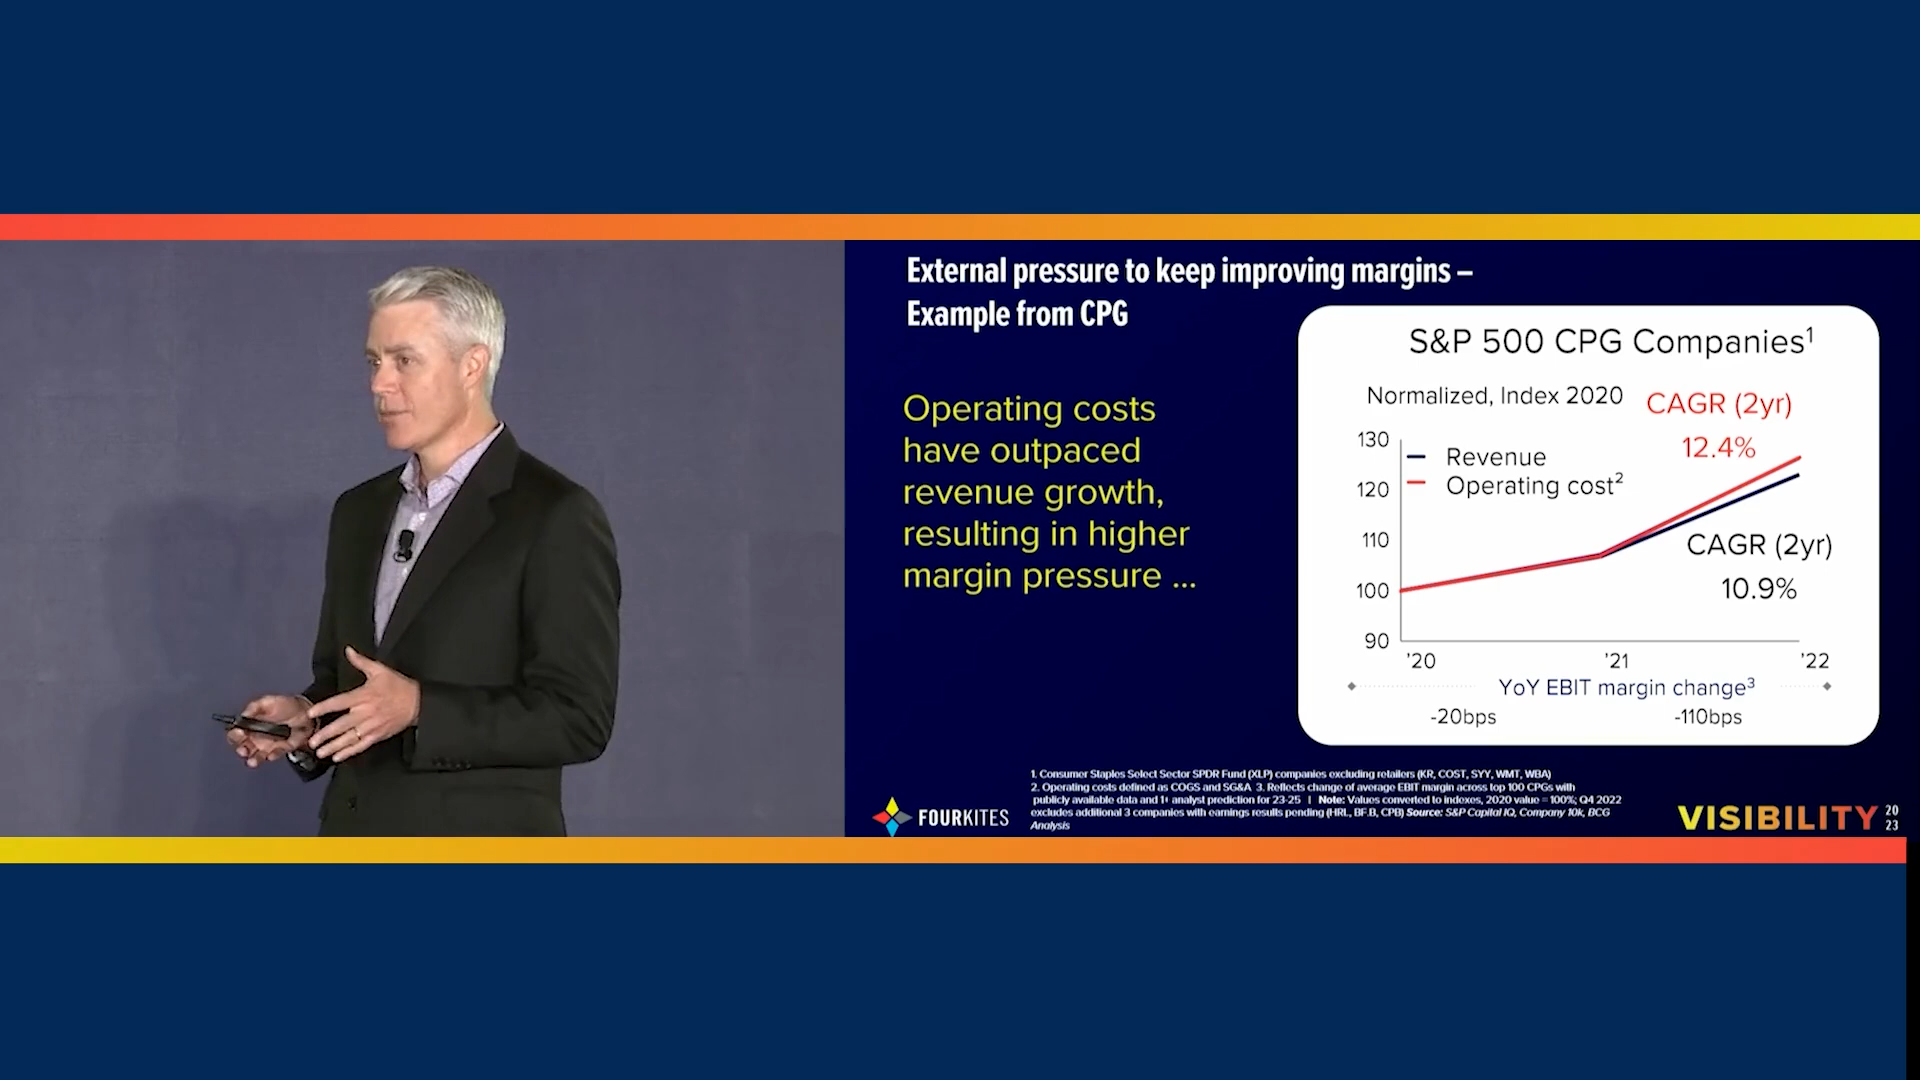 External pressure to keep improving margins –
Example from CPG
Operating costs
have outpaced
revenue growth,
resulting in higher
margin pressure ...
S&P 500 CPG Companies¹
Normalized, Index 2020
CAGR (2yr)
12.4%
130
120
110
100
90
Revenue
Operating cost²
CAGR (2yr)
10.9%
'20 '21 '22
YoY EBIT margin change³
-20bps -110bps
1. Consumer Staples Select Sector SPDR Fund (XLP) companies excluding retailers (KR, COST, SYY, WMT, WBA)
2. Operating costs defined as COGS and SG&A 3. Reflects change of average EBIT margin across top 100 CPGs with
publicly available data and 1+ analyst prediction for 23-25 | Note: Values converted to indexes, 2020 value = 100%; Q4 2022
excludes additional 3 companies with earnings results pending (HRL, BF.B, CPB) Source: S&P Capital IQ, Company 10k, BCG
Analysis
FOURKITES
VISIBILITY 20
23